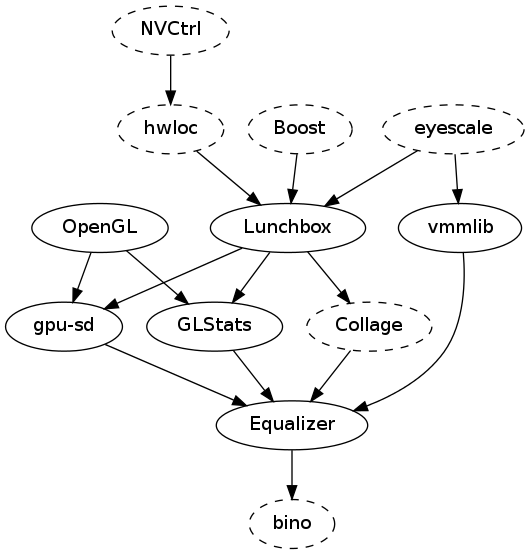 NVCtrl
hwloc
Boost
eyescale
OpenGL
Lunchbox
vmmlib
gpu-sd
GLStats
Collage
Equalizer
bino